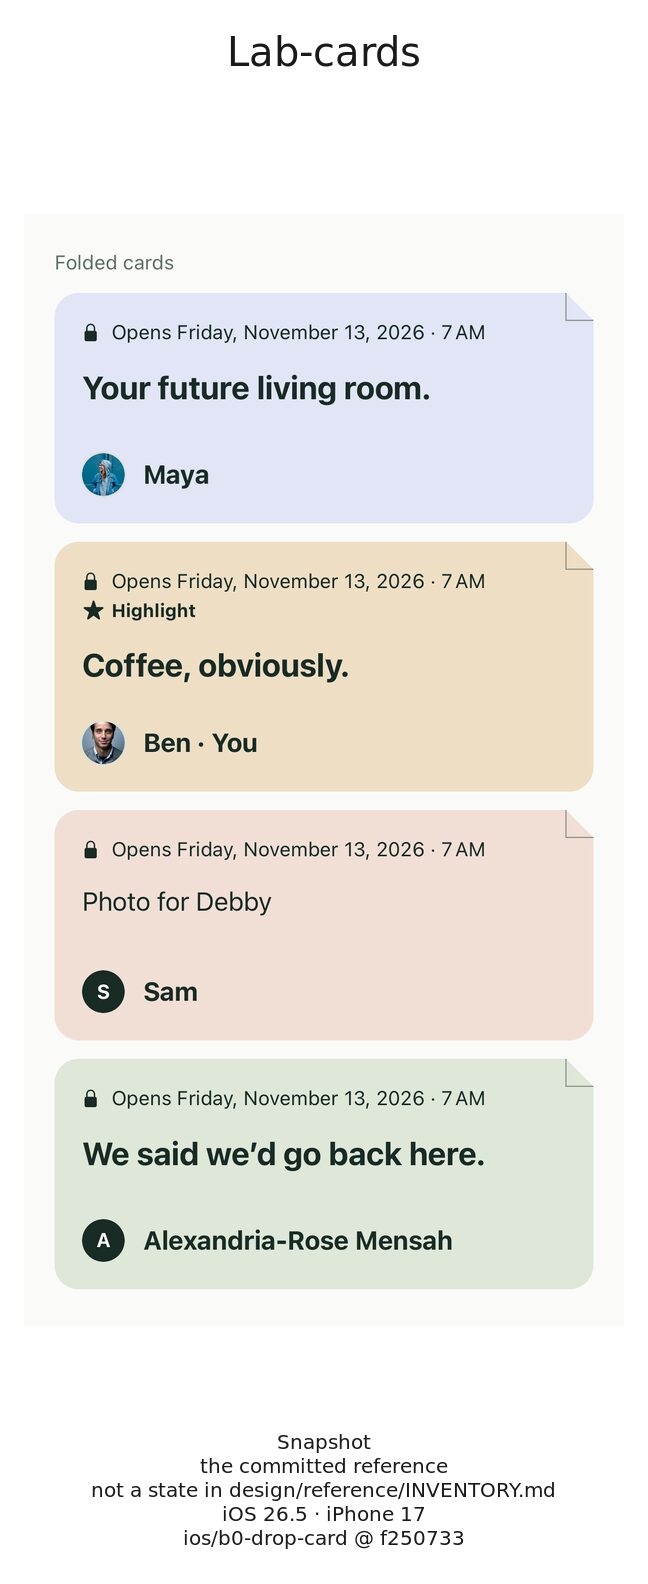 Lab-cards
Folded cards
Opens Friday, November 13, 2026 · 7 AM
Your future living room.
Maya
Opens Friday, November 13, 2026 · 7 AM
Highlight
Coffee, obviously.
Ben · You
Opens Friday, November 13, 2026 · 7 AM
Photo for Debby
S
Sam
Opens Friday, November 13, 2026 · 7 AM
We said we’d go back here.
A
Alexandria-Rose Mensah
Snapshot
the committed reference
not a state in design/reference/INVENTORY.md
iOS 26.5 · iPhone 17
ios/b0-drop-card @ f250733